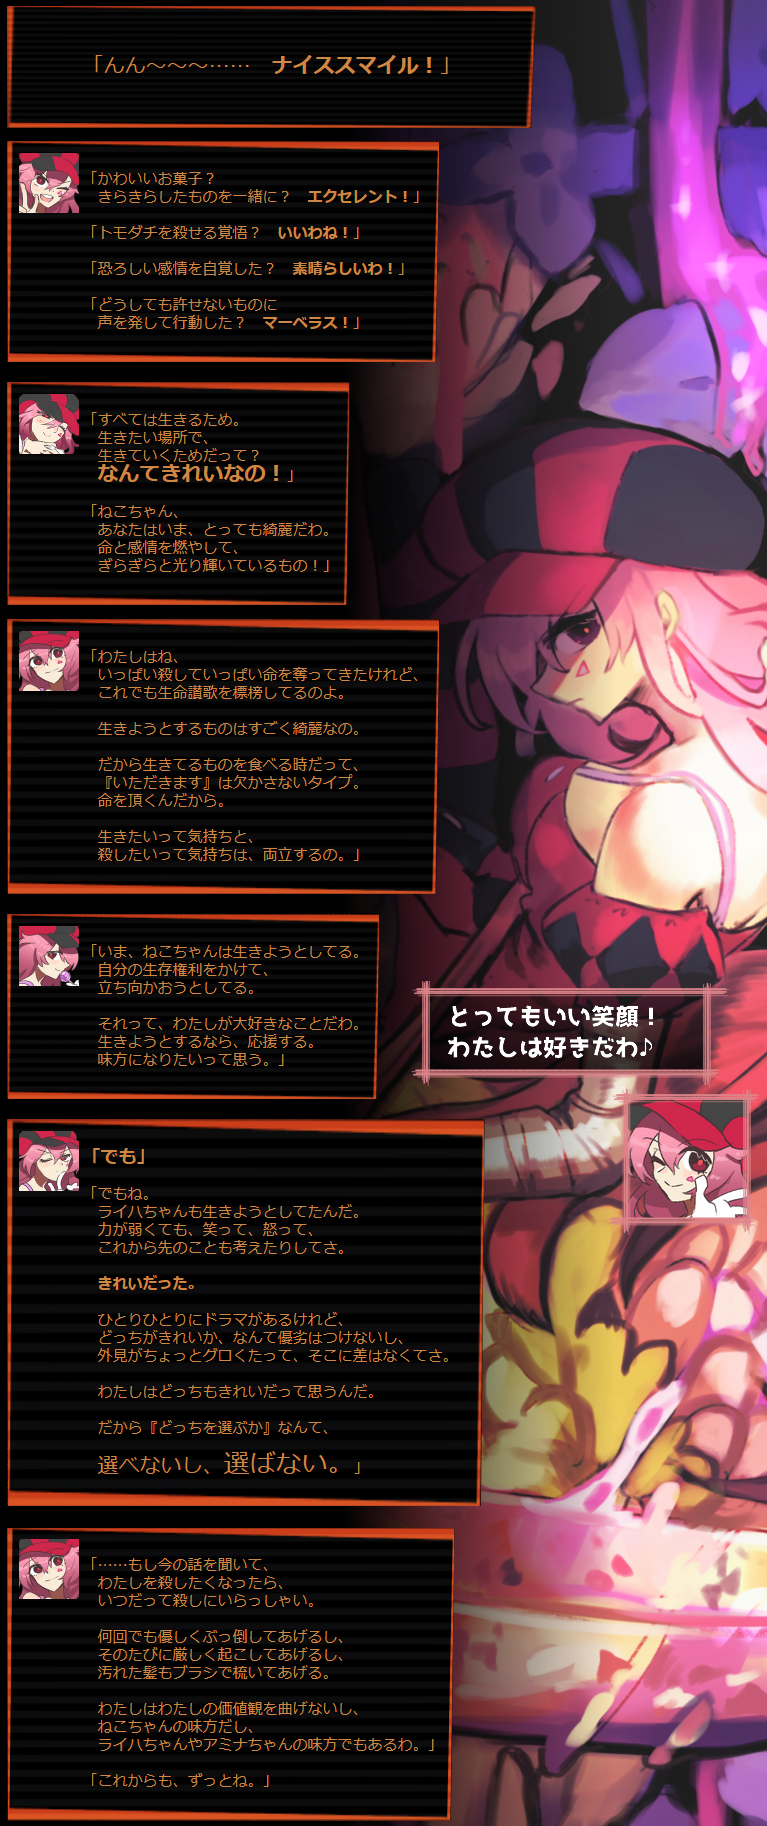 「んん～～～……　ナイススマイル！」
「かわいいお菓子？
きらきらしたものを一緒に？　エクセレント！」
「トモダチを殺せる覚悟？　いいわね！」
「恐ろしい感情を自覚した？　素晴らしいわ！」
「どうしても許せないものに
声を発して行動した？　マーベラス！」
「すべては生きるため。
生きたい場所で、
生きていくためだって？
なんてきれいなの！」
「ねこちゃん、
あなたはいま、とっても綺麗だわ。
命と感情を燃やして、
ぎらぎらと光り輝いているもの！」
「わたしはね、
いっぱい殺していっぱい命を奪ってきたけれど、
これでも生命讃歌を標榜してるのよ。
生きようとするものはすごく綺麗なの。
だから生きてるものを食べる時だって、
『いただきます』は欠かさないタイプ。
命を頂くんだから。
生きたいって気持ちと、
殺したいって気持ちは、両立するの。」
「いま、ねこちゃんは生きようとしてる。
自分の生存権利をかけて、
立ち向かおうとしてる。
それって、わたしが大好きなことだわ。
生きようとするなら、応援する。
味方になりたいって思う。」
とってもいい笑顔！
わたしは好きだわ♪
「でも」
「でもね。
ライハちゃんも生きようとしてたんだ。
力が弱くても、笑って、怒って、
これから先のことも考えたりしてさ。
きれいだった。
ひとりひとりにドラマがあるけれど、
どっちがきれいか、なんて優劣はつけないし、
外見がちょっとグロくたって、そこに差はなくてさ。
わたしはどっちもきれいだって思うんだ。
だから『どっちを選ぶか』なんて、
選べないし、選ばない。」
「……もし今の話を聞いて、
わたしを殺したくなったら、
いつだって殺しにいらっしゃい。
何回でも優しくぶっ倒してあげるし、
そのたびに厳しく起こしてあげるし、
汚れた髪もブラシで梳いてあげる。
わたしはわたしの価値観を曲げないし、
ねこちゃんの味方だし、
ライハちゃんやアミナちゃんの味方でもあるわ。」
「これからも、ずっとね。」